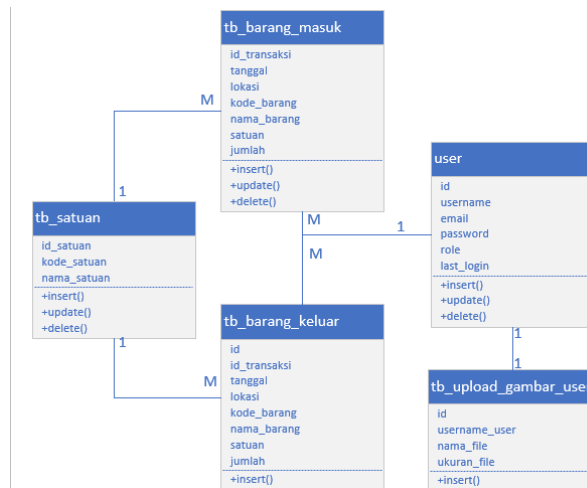 tb_barang_masuk
id_transaksi
tanggal
lokasi
kode_barang
nama_barang
satuan
jumlah
+insert()
+update()
+delete()
M
1
tb_satuan
id_satuan
kode_satuan
nama_satuan
+insert()
+update()
+delete()
1
M
user
id
username
email
password
role
last_login
+insert()
+update()
+delete()
M
1
M
tb_barang_keluar
id
id_transaksi
tanggal
lokasi
kode_barang
nama_barang
satuan
jumlah
+insert()
1
1
tb_upload_gambar_use
id
username_user
nama_file
ukuran_file
+insert()